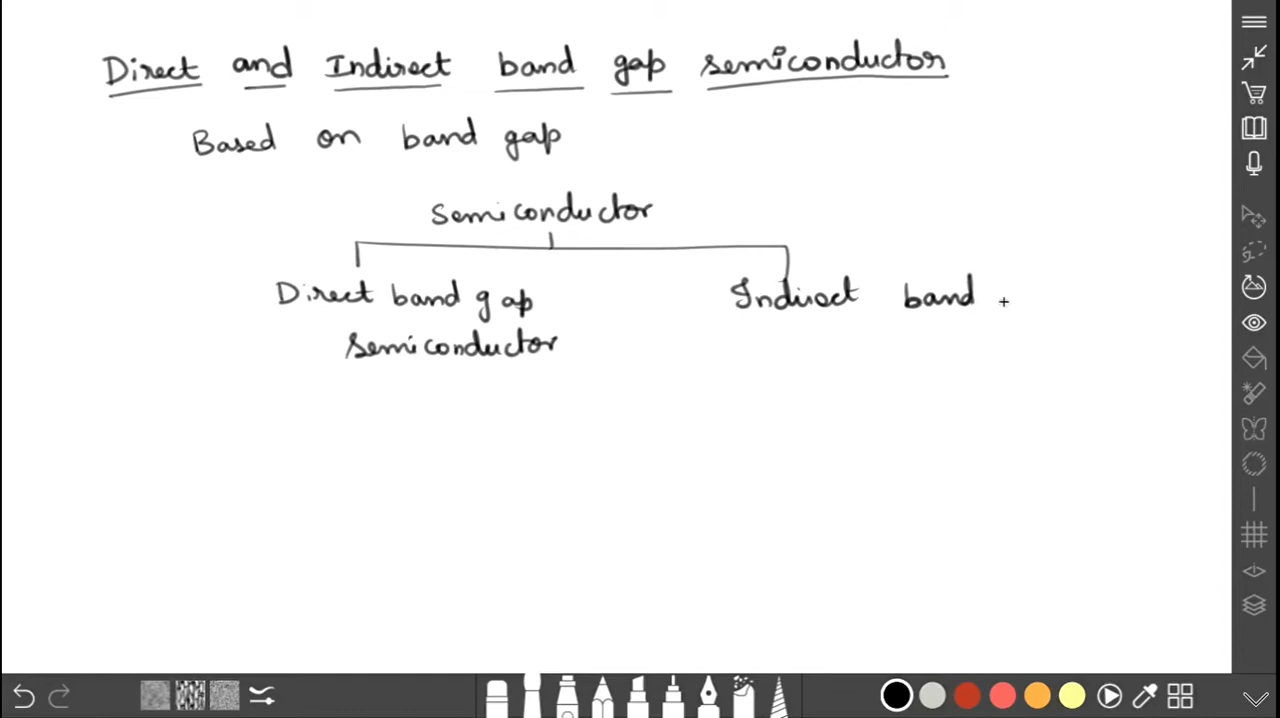 Direct and Indirect band gap semiconductor
Based on band gap
Semiconductor
Direct band gap Indirect band
semiconductor